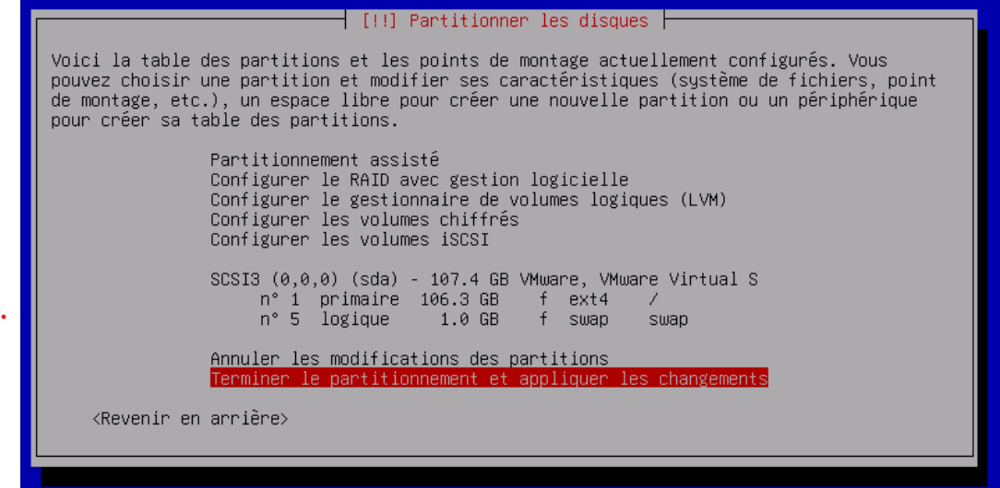 [!!] Partitionner les disques
Voici la table des partitions et les points de montage actuellement configurés. Vous
pouvez choisir une partition et modifier ses caractéristiques (système de fichiers, point
de montage, etc.), un espace libre pour créer une nouvelle partition ou un périphérique
pour créer sa table des partitions.
Partitionnement assisté
Configurer le RAID avec gestion logicielle
Configurer le gestionnaire de volumes logiques (LVM)
Configurer les volumes chiffrés
Configurer les volumes iSCSI
SCSI3 (0,0,0) (sda) - 107.4 GB VMware, VMware Virtual S
n° 1 primaire 106.3 GB f ext4 /
n° 5 logique 1.0 GB f swap swap
Annuler les modifications des partitions
Terminer le partitionnement et appliquer les changements
<Revenir en arrière>